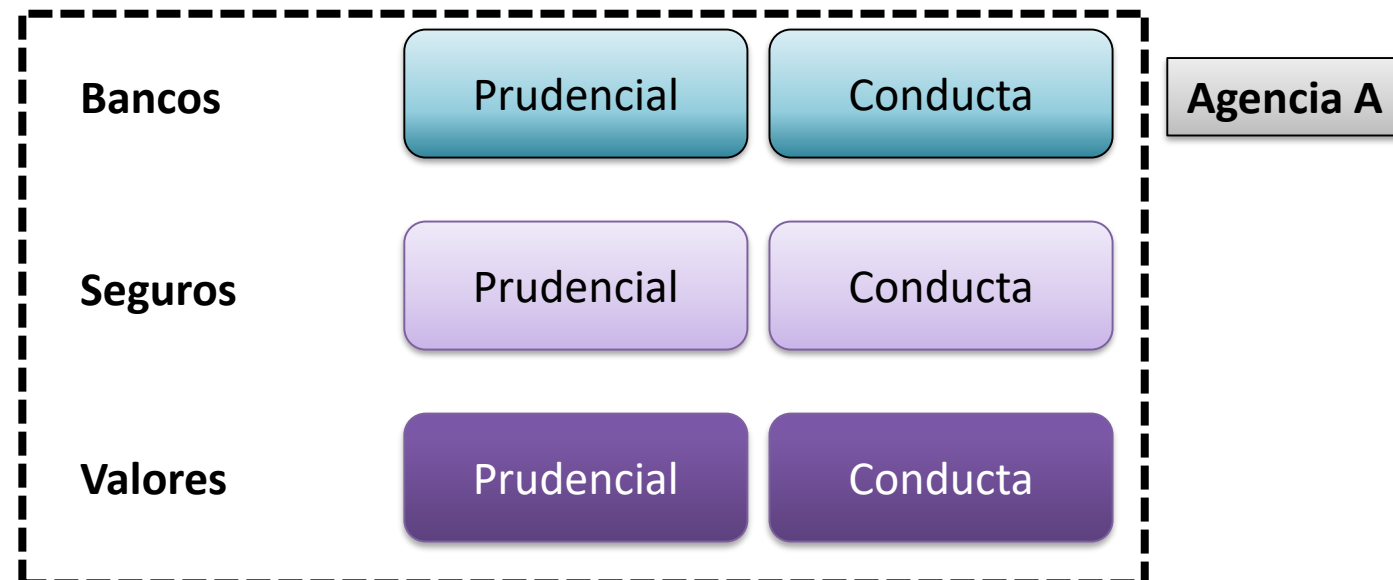 Bancos Prudencial Conducta Agencia A
Seguros Prudencial Conducta
Valores Prudencial Conducta